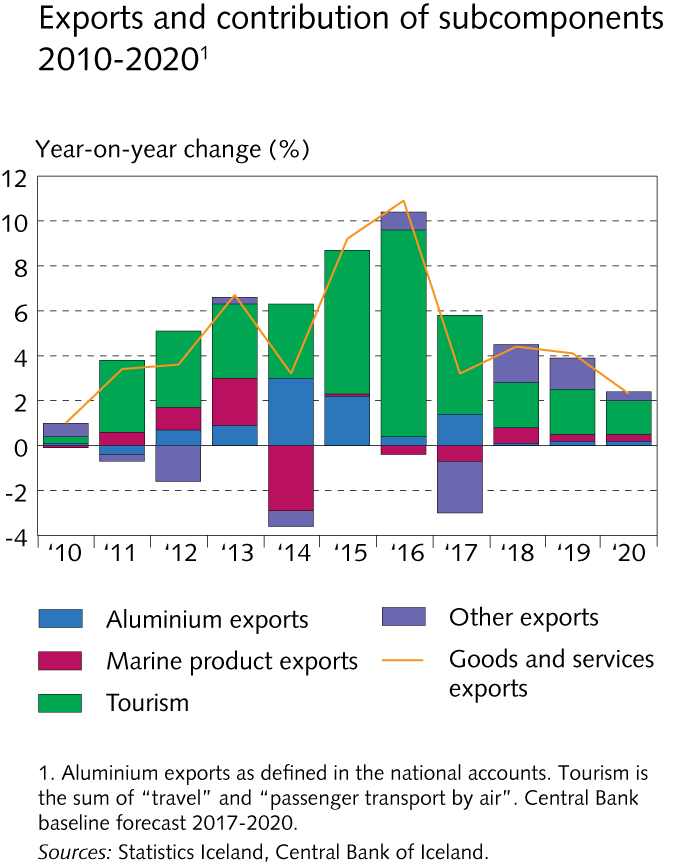 Exports and contribution of subcomponents
2010-2020¹
Year-on-year change (%)
12
10
8
6
4
2
0
-2
-4
‘10 ‘11 ‘12 ‘13 ‘14 ‘15 ‘16 ‘17 ‘18 ‘19 ‘20
Aluminium exports
Marine product exports
Tourism
Other exports
Goods and services
exports
1. Aluminium exports as defined in the national accounts. Tourism is
the sum of “travel” and “passenger transport by air”. Central Bank
baseline forecast 2017-2020.
Sources: Statistics Iceland, Central Bank of Iceland.